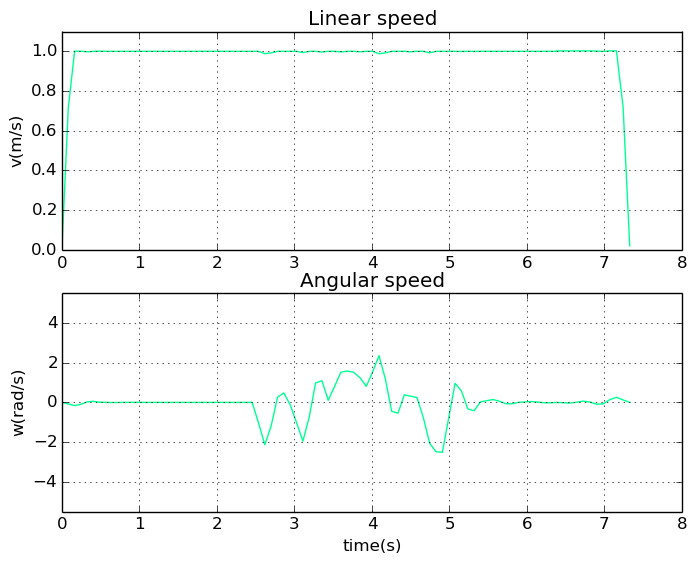 Linear speed
1.0
0.8
0.6
0.4
0.2
0.0
v(m/s)
0 1 2 3 4 5 6 7 8
Angular speed
4
2
0
−2
−4
w(rad/s)
0 1 2 3 4 5 6 7 8
time(s)